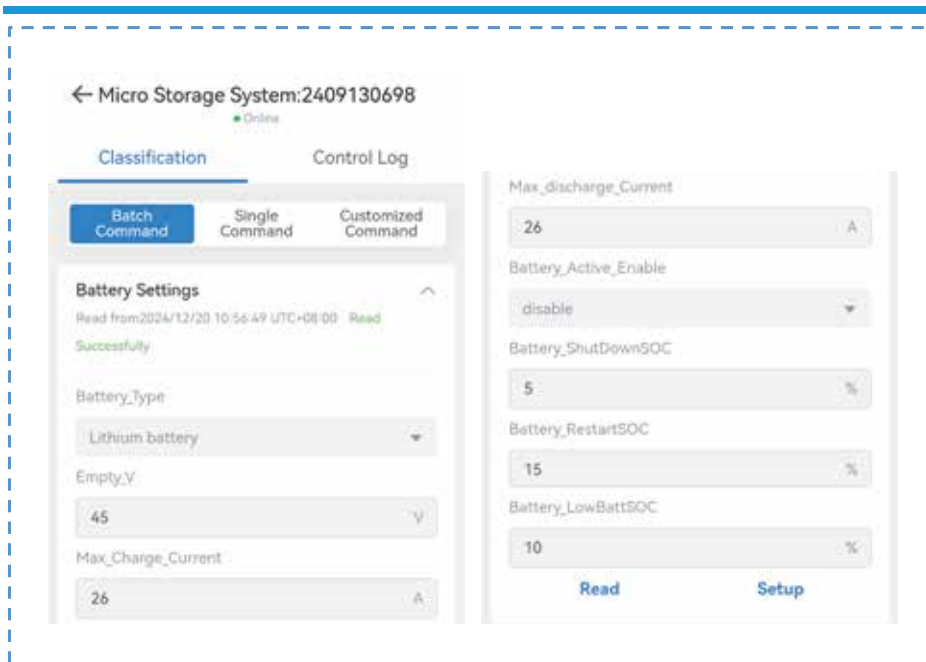 ← Micro Storage System:2409130698
Online
Classification Control Log
Batch Command Single Command Customized Command
Battery Settings
Read from2024/12/20 10:56:49 UTC+08:00 Read
Successfully
Battery_Type
Lithium battery
Empty_V
45 V
Max_Charge_Current
26 A
Max_discharge_Current
26 A
Battery_Active_Enable
disable
Battery_ShutDownSOC
5 %
Battery_RestartSOC
15 %
Battery_LowBattSOC
10 %
Read Setup